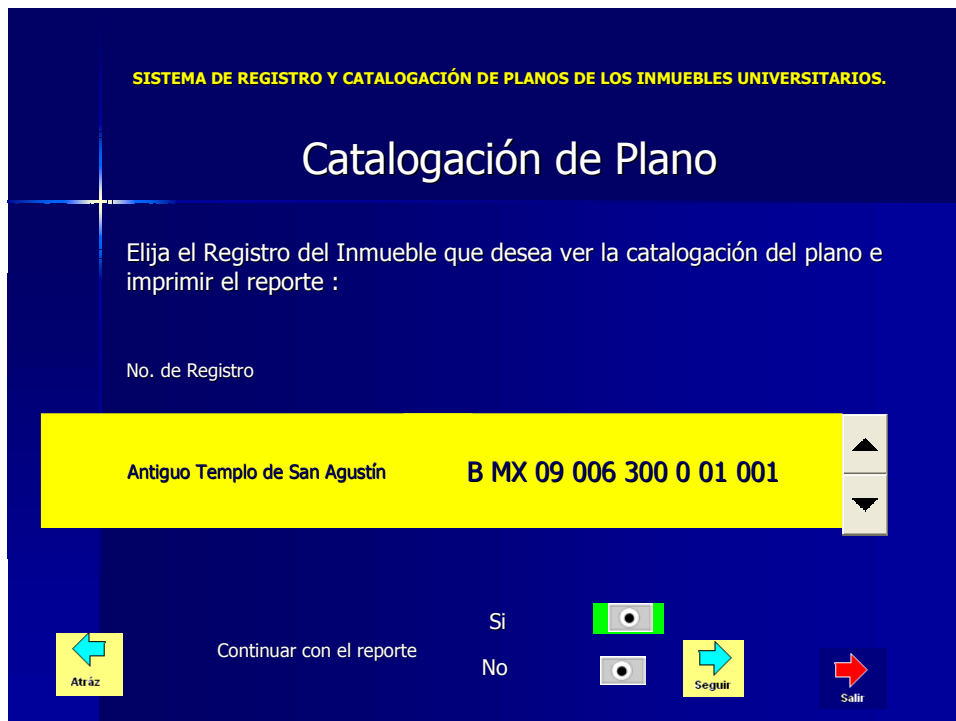 SISTEMA DE REGISTRO Y CATALOGACIÓN DE PLANOS DE LOS INMUEBLES UNIVERSITARIOS.
Catalogación de Plano
Elija el Registro del Inmueble que desea ver la catalogación del plano e
imprimir el reporte :
No. de Registro
Antiguo Templo de San Agustín B MX 09 006 300 0 01 001
Si
Continuar con el reporte
No
Atráz
Seguir
Salir